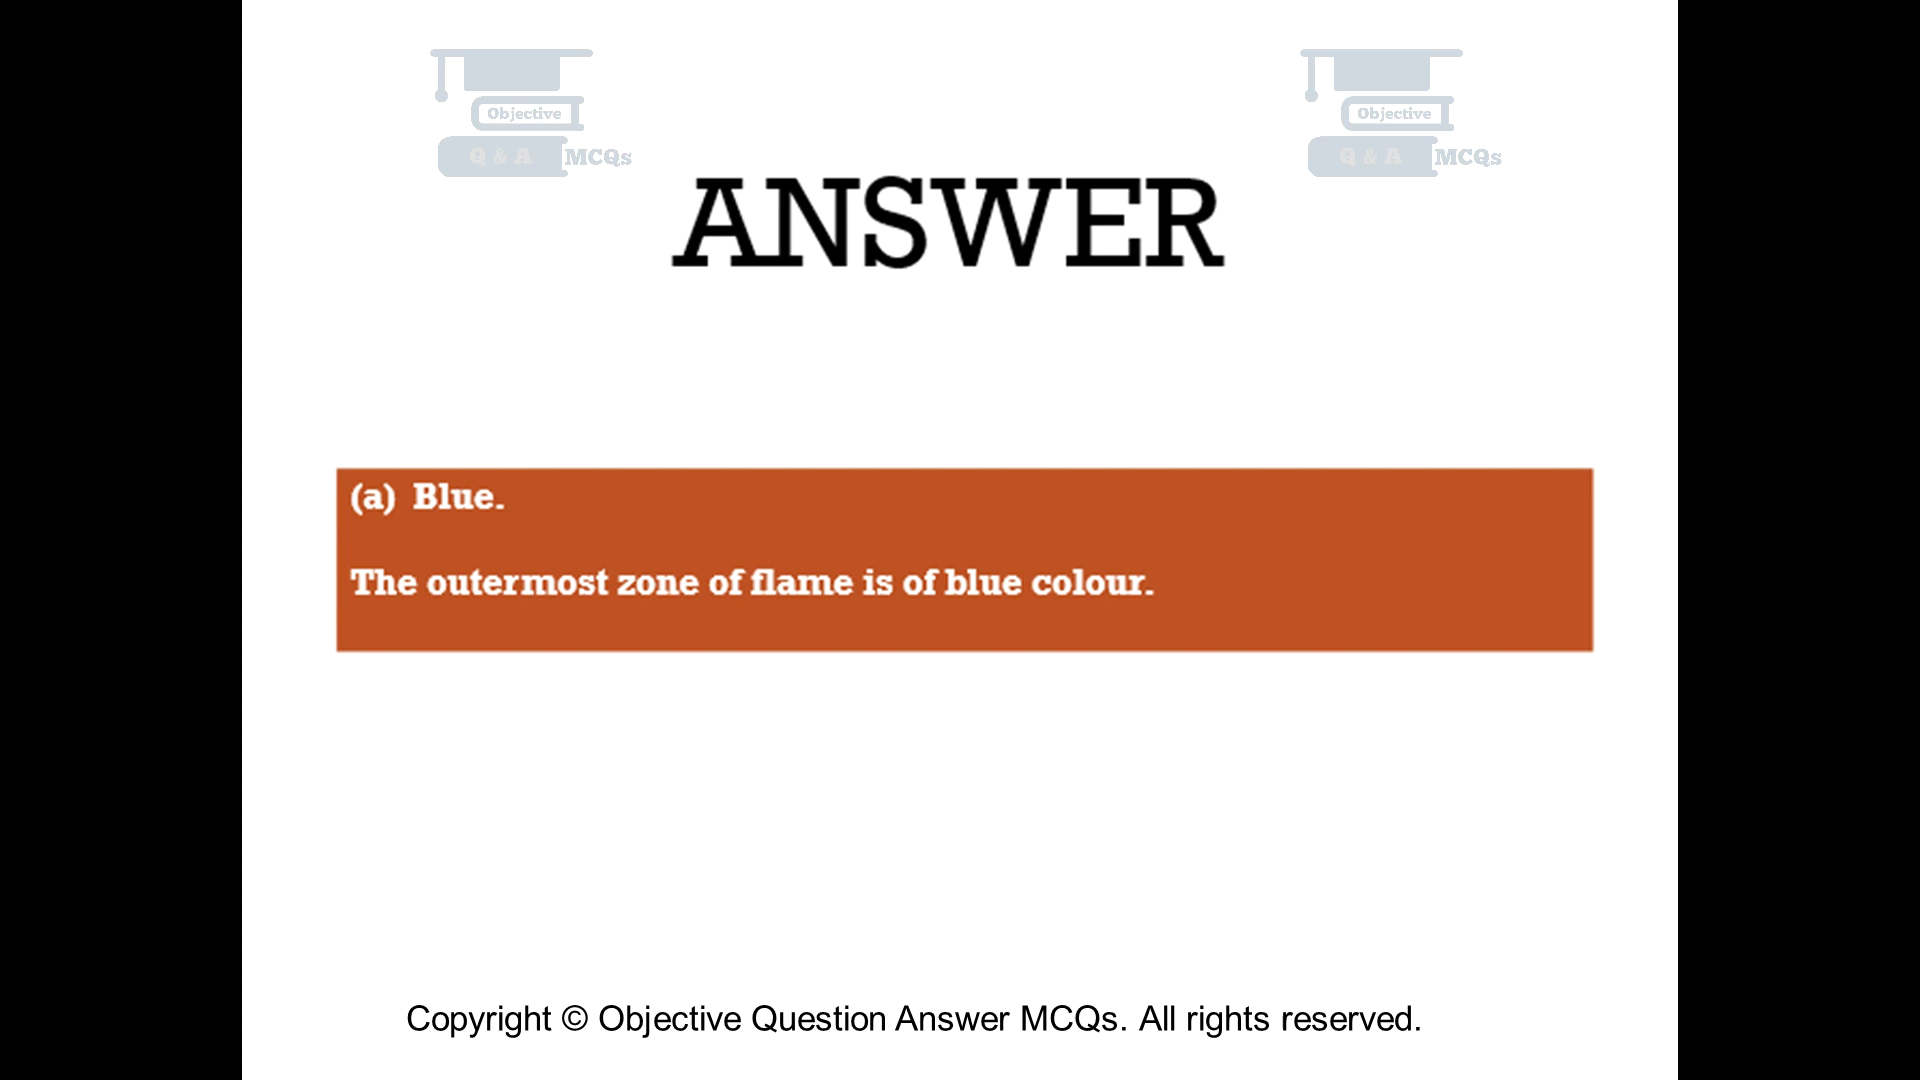 Objective
Q & A MCQs
Objective
Q & A MCQs
ANSWER
(a) Blue.
The outermost zone of flame is of blue colour.
Copyright © Objective Question Answer MCQs. All rights reserved.